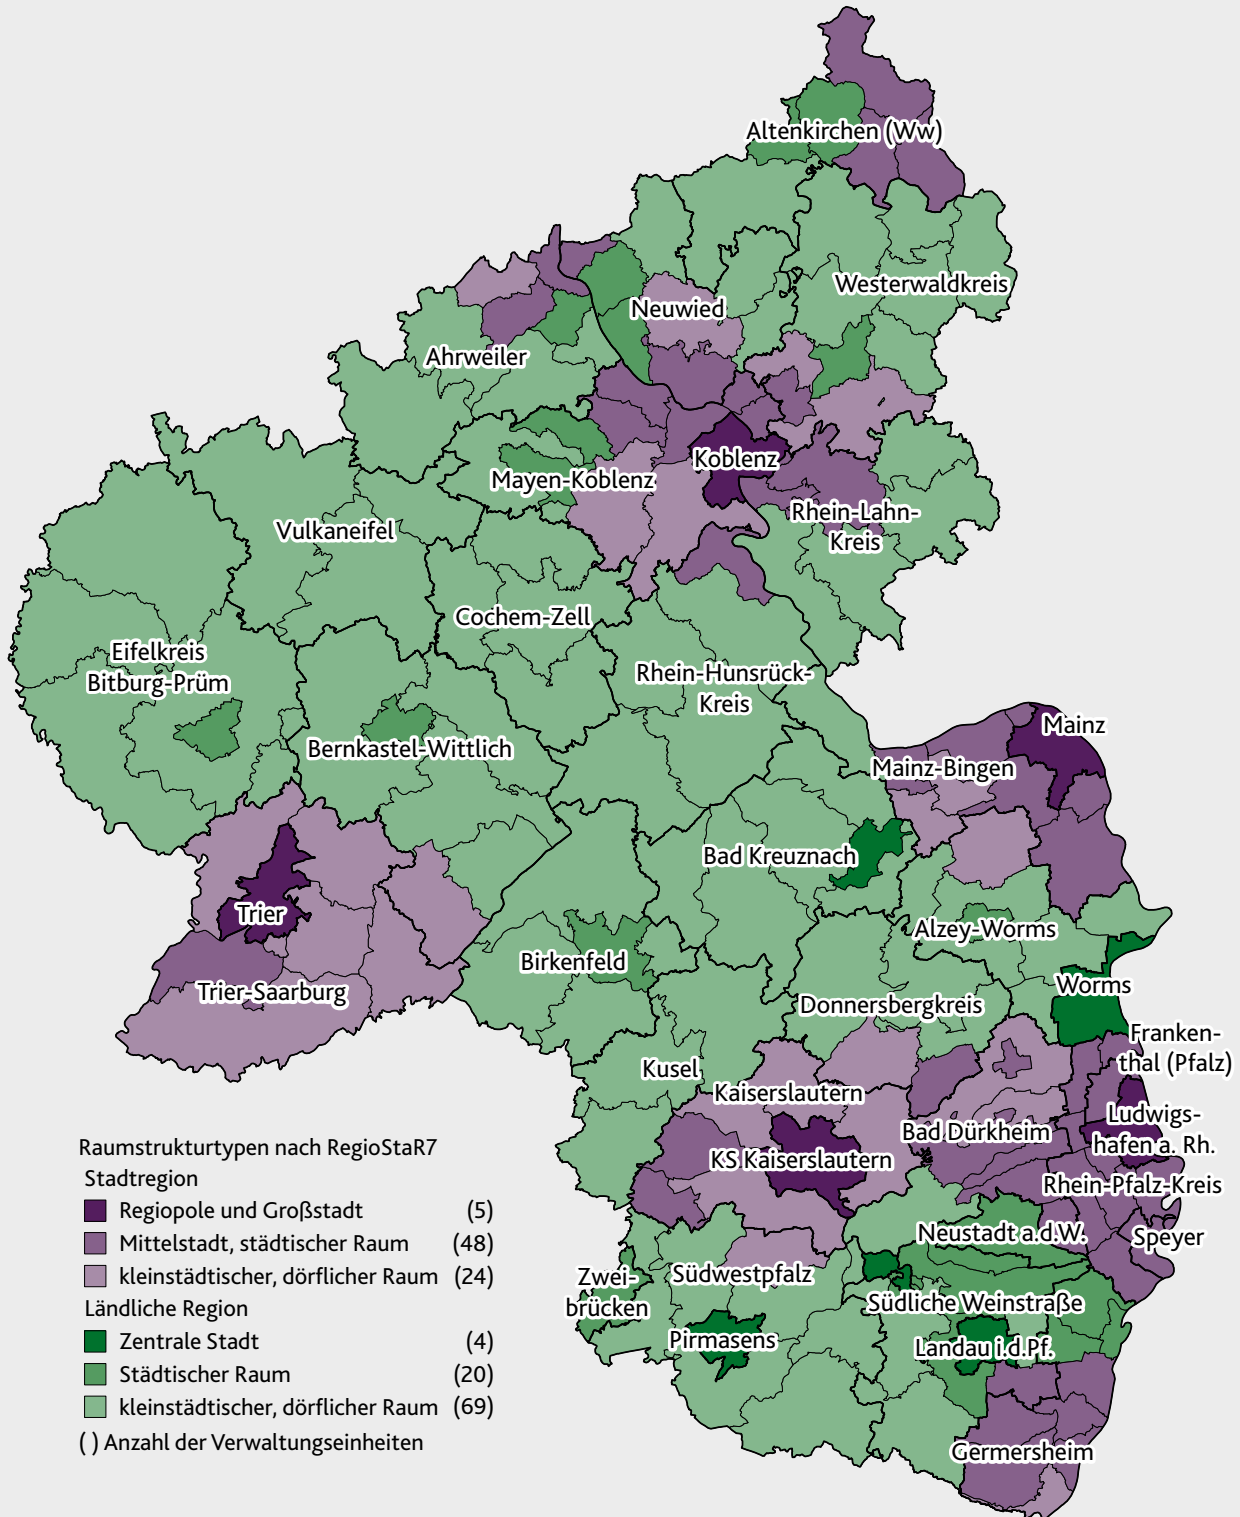 Altenkirchen (Ww)
Westerwaldkreis
Neuwied
Ahrweiler
Koblenz
Mayen-Koblenz
Rhein-Lahn-
Kreis
Vulkaneifel
Cochem-Zell
Eifelkreis
Bitburg-Prüm
Rhein-Hunsrück-
Kreis
Bernkastel-Wittlich
Mainz
Mainz-Bingen
Bad Kreuznach
Trier
Alzey-Worms
Birkenfeld
Worms
Trier-Saarburg
Donnersbergkreis
Franken-
thal (Pfalz)
Kusel
Kaiserslautern
Ludwigs-
hafen a. Rh.
Bad Dürkheim
KS Kaiserslautern
Rhein-Pfalz-Kreis
Neustadt a.d.W.
Speyer
Zwei-
brücken
Südwestpfalz
Südliche Weinstraße
Pirmasens
Landau i.d.Pf.
Germersheim
Raumstrukturtypen nach RegioStaR7
Stadtregion
Regiopole und Großstadt (5)
Mittelstadt, städtischer Raum (48)
kleinstädtischer, dörflicher Raum (24)
Ländliche Region
Zentrale Stadt (4)
Städtischer Raum (20)
kleinstädtischer, dörflicher Raum (69)
( ) Anzahl der Verwaltungseinheiten